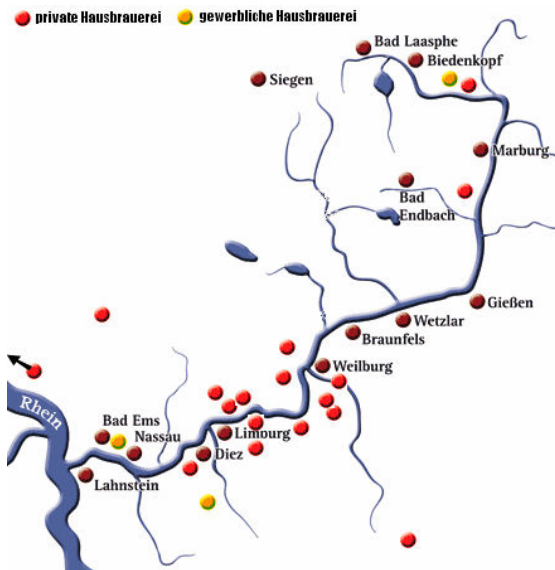 private Hausbrauerei
gewerbliche Hausbrauerei
Bad Laasphe
Biedenkopf
Siegen
Marburg
Bad
Endbach
Gießen
Wetzlar
Braunfels
Weilburg
Rhein
Bad Ems
Nassau
Limburg
Diez
Lahnstein